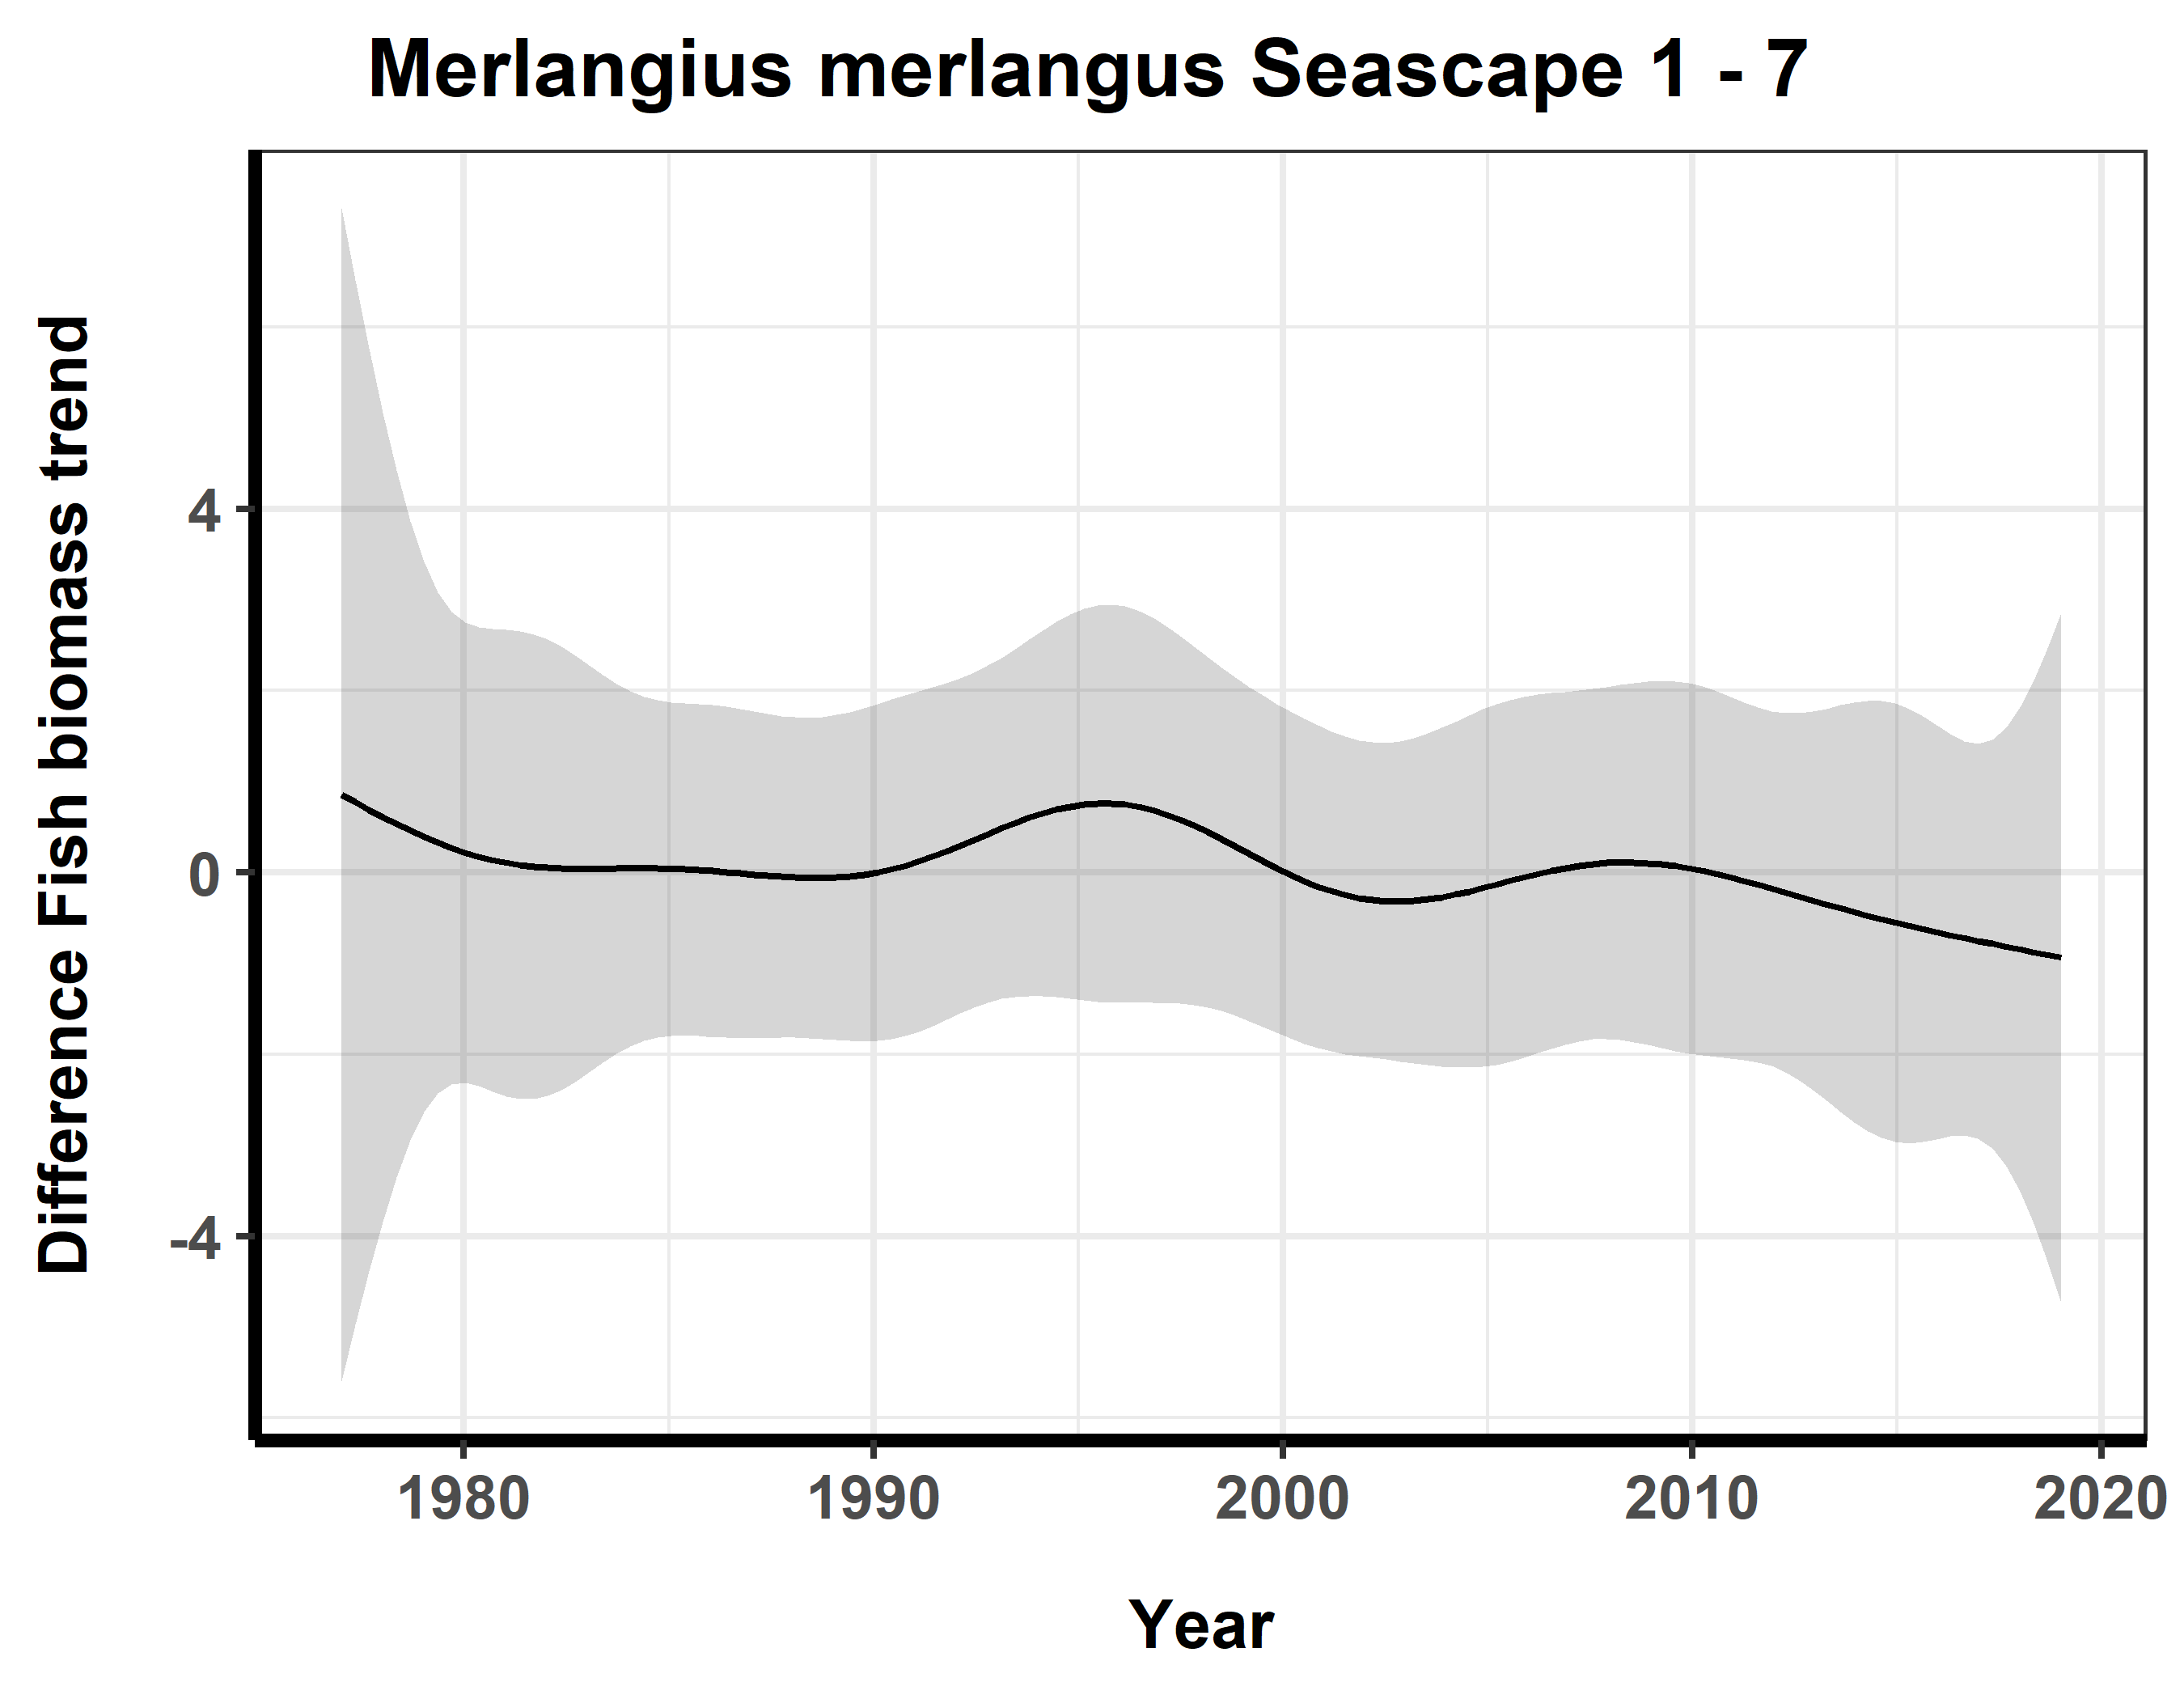 Merlangius merlangus Seascape 1 - 7
Difference Fish biomass trend
4
0
-4
1980 1990 2000 2010 2020
Year